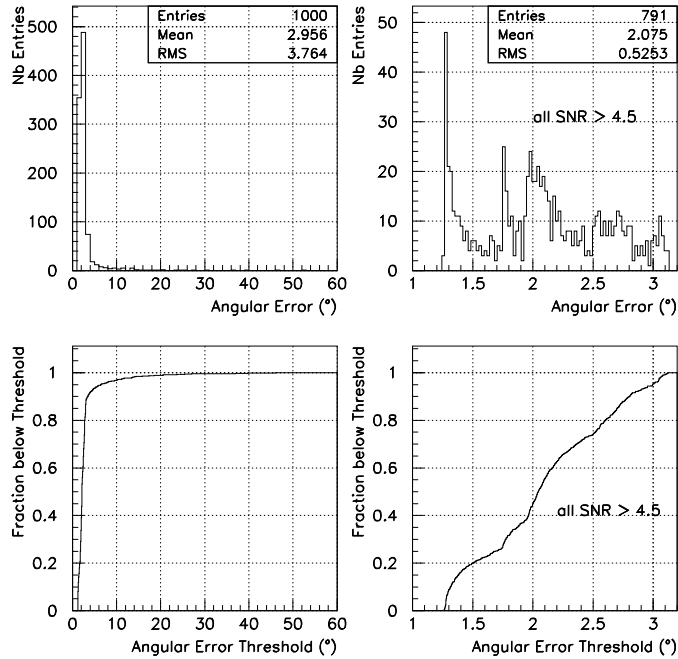 Nb Entries
500
400
300
200
100
0
Entries 1000
Mean 2.956
RMS 3.764
0 10 20 30 40 50 60
Angular Error (°)
Nb Entries
50
40
30
20
10
0
Entries 791
Mean 2.075
RMS 0.5253
all SNR > 4.5
1 1.5 2 2.5 3
Angular Error (°)
Fraction below Threshold
1
0.8
0.6
0.4
0.2
0
0 10 20 30 40 50 60
Angular Error Threshold (°)
Fraction below Threshold
1
0.8
0.6
0.4
0.2
0
all SNR > 4.5
1 1.5 2 2.5 3
Angular Error Threshold (°)